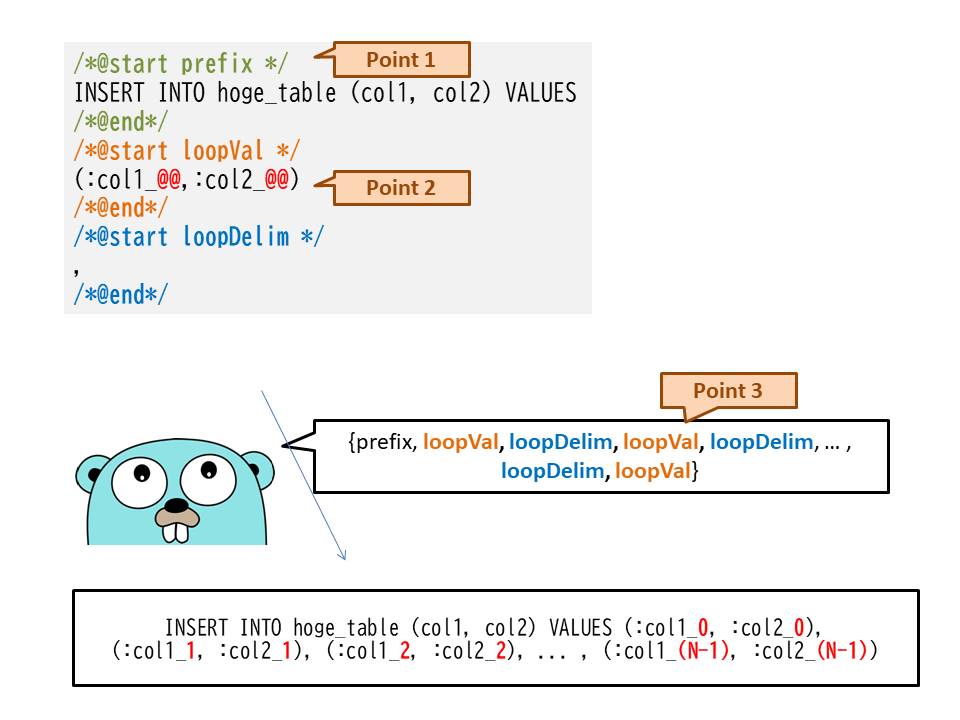 /*@start prefix */
Point 1
INSERT INTO hoge_table (col1, col2) VALUES
/*@end*/
/*@start loopVal */
(:col1_@@,:col2_@@)
Point 2
/*@end*/
/*@start loopDelim */
,
/*@end*/
Point 3
{prefix, loopVal, loopDelim, loopVal, loopDelim, … ,
loopDelim, loopVal}
INSERT INTO hoge_table (col1, col2) VALUES (:col1_0, :col2_0),
(:col1_1, :col2_1), (:col1_2, :col2_2), ... , (:col1_(N-1), :col2_(N-1))